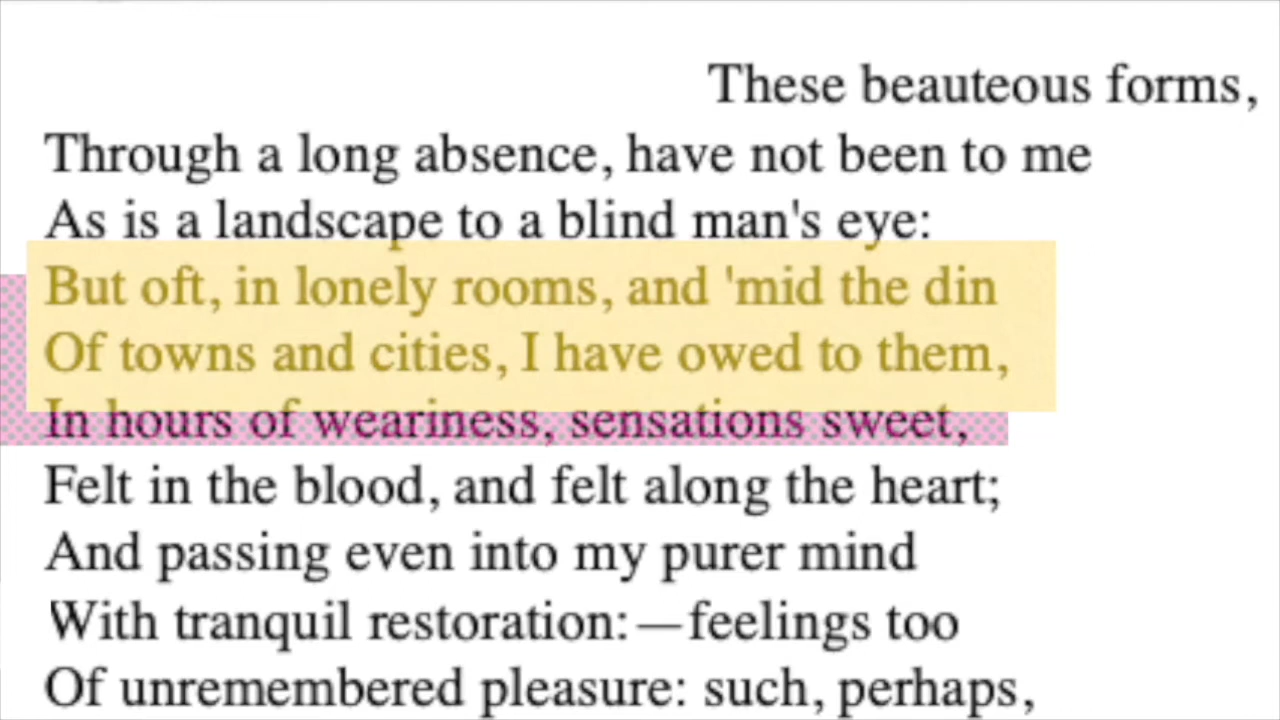 These beauteous forms,
Through a long absence, have not been to me
As is a landscape to a blind man's eye:
But oft, in lonely rooms, and 'mid the din
Of towns and cities, I have owed to them,
In hours of weariness, sensations sweet,
Felt in the blood, and felt along the heart;
And passing even into my purer mind
With tranquil restoration:—feelings too
Of unremembered pleasure: such, perhaps,